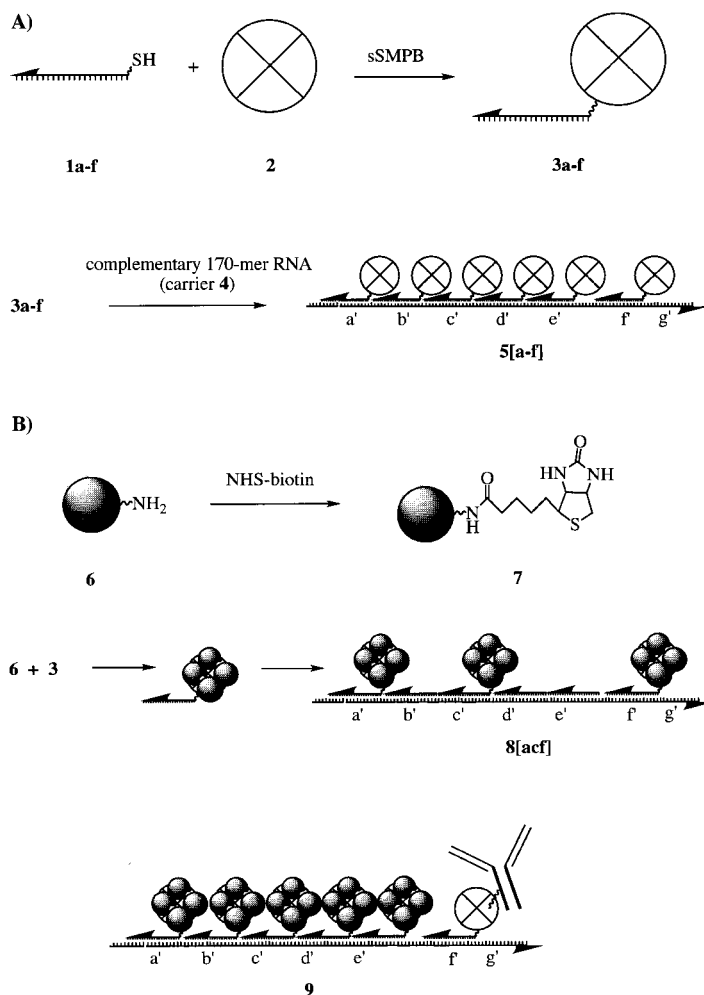 A)
SH
+
sSMPB
1a-f
2
3a-f
complementary 170-mer RNA
(carrier 4)
3a-f
a' b' c' d' e' f' g'
5[a-f]
B)
NH2
NHS-biotin
O
HN NH
O
N
H
S
6
7
6 + 3
a' b' c' d' e' f' g'
8[acf]
a' b' c' d' e' f' g'
9